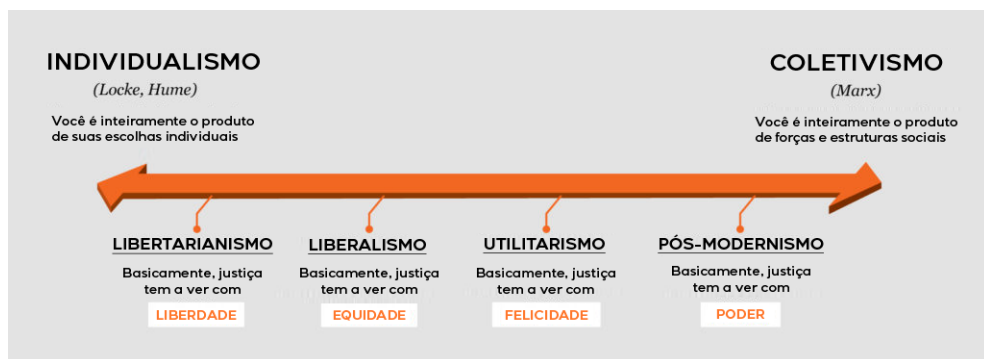 INDIVIDUALISMO
(Locke, Hume)
Você é inteiramente o produto
de suas escolhas individuais
COLETIVISMO
(Marx)
Você é inteiramente o produto
de forças e estruturas sociais
LIBERTARIANISMO
Basicamente, justiça
tem a ver com
LIBERDADE
LIBERALISMO
Basicamente, justiça
tem a ver com
EQUIDADE
UTILITARISMO
Basicamente, justiça
tem a ver com
FELICIDADE
PÓS-MODERNISMO
Basicamente, justiça
tem a ver com
PODER